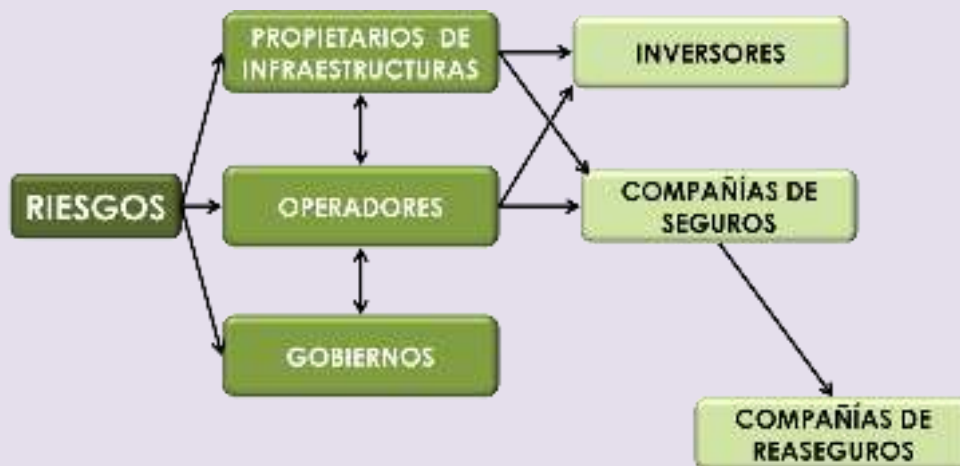 PROPIETARIOS DE
INFRAESTRUCTURAS
INVERSORES
RIESGOS
OPERADORES
COMPAÑÍAS DE
SEGUROS
GOBIERNOS
COMPAÑÍAS DE
REASEGUROS